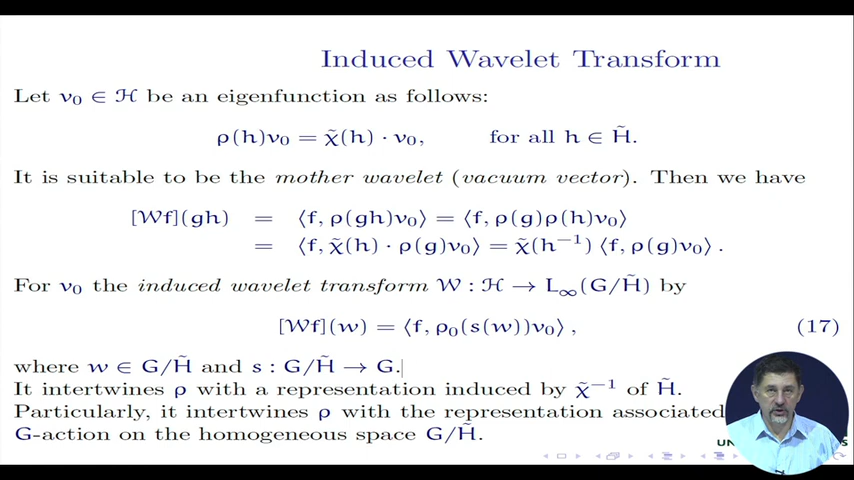 Induced Wavelet Transform
Let v₀ ∈ ℋ be an eigenfunction as follows:
ρ(h)v₀ = χ̃(h) · v₀, for all h ∈ H̃.
It is suitable to be the mother wavelet (vacuum vector). Then we have
[𝒲f](gh) = ⟨f, ρ(gh)v₀⟩ = ⟨f, ρ(g)ρ(h)v₀⟩
= ⟨f, χ̃(h) · ρ(g)v₀⟩ = χ̃(h⁻¹) ⟨f, ρ(g)v₀⟩ .
For v₀ the induced wavelet transform 𝒲 : ℋ → L∞(G/H̃) by
[𝒲f](w) = ⟨f, ρ₀(s(w))v₀⟩ , (17)
where w ∈ G/H̃ and s : G/H̃ → G.
It intertwines ρ with a representation induced by χ̃⁻¹ of H̃.
Particularly, it intertwines ρ with the representation associated
G-action on the homogeneous space G/H̃.